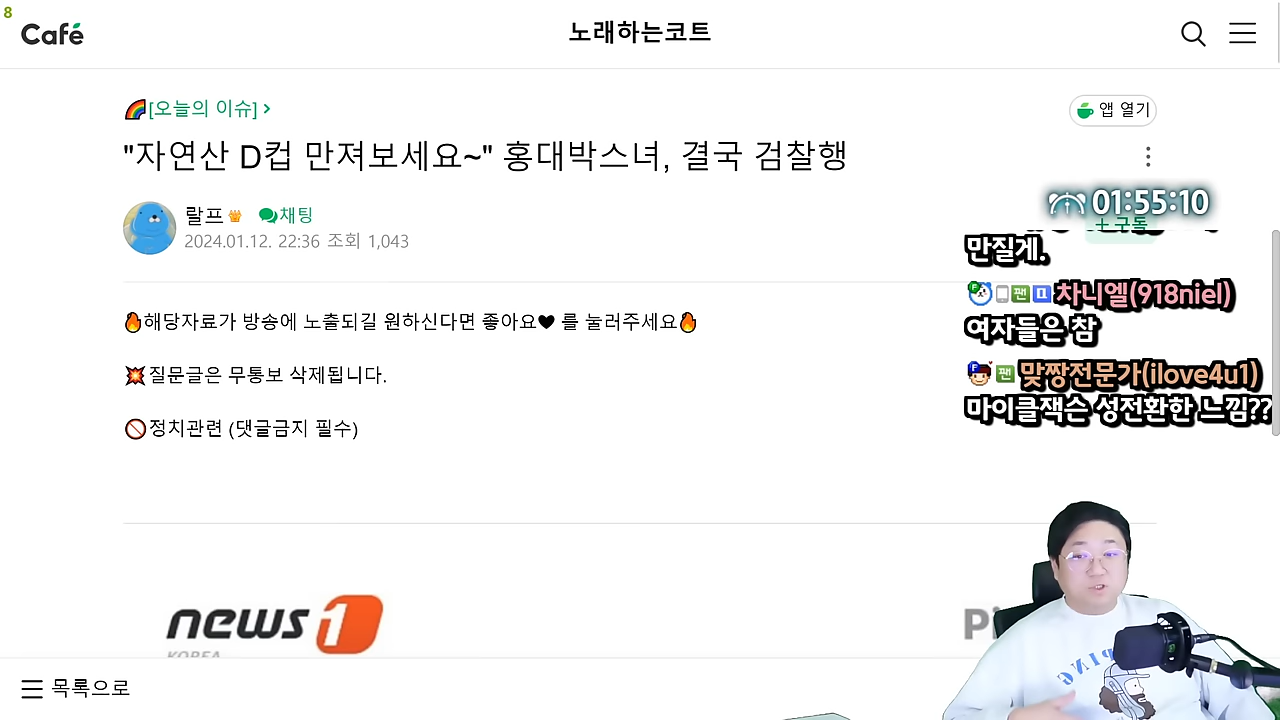 8
Café
노래하는코트
🌈[오늘의 이슈] >
앱 열기
"자연산 D컵 만져보세요~" 홍대박스녀, 결국 검찰행
01:55:10
랄프 채팅
+ 구독
2024.01.12. 22:36 조회 1,043
만질게.
팬 차니엘(918niel)
여자들은 참
팬 맞짱전문가(ilove4u1)
마이클잭슨 성전환한 느낌??
🔥해당자료가 방송에 노출되길 원하신다면 좋아요🖤 를 눌러주세요🔥
💥질문글은 무통보 삭제됩니다.
🚫정치관련 (댓글금지 필수)
news 1
KOREA
목록으로